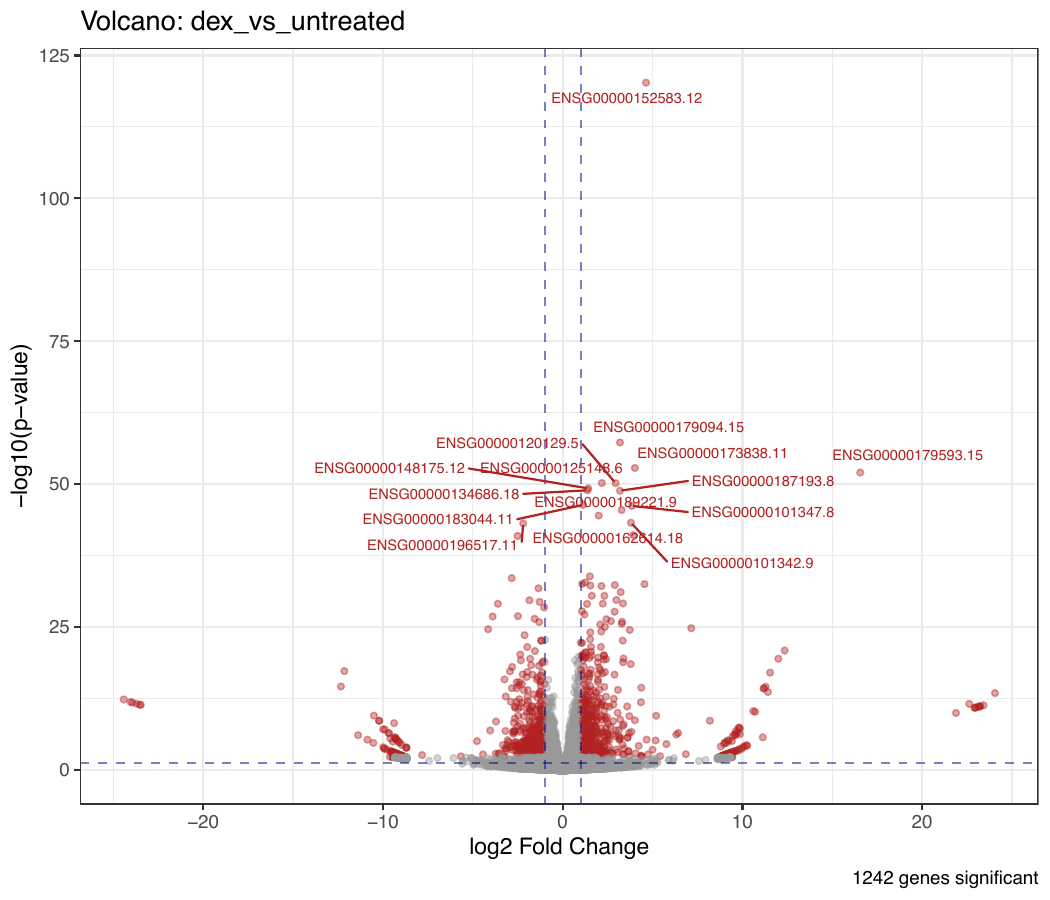 Volcano: dex_vs_untreated
125
100
75
50
25
0
−log10(p−value)
ENSG00000152583.12
ENSG00000179094.15
ENSG00000120129.5
ENSG00000173838.11
ENSG00000179593.15
ENSG00000148175.12
ENSG00000125148.6
ENSG00000187193.8
ENSG00000134686.18
ENSG00000189221.9
ENSG00000101347.8
ENSG00000183044.11
ENSG00000162614.18
ENSG00000196517.11
ENSG00000101342.9
−20
−10
0
10
20
log2 Fold Change
1242 genes significant